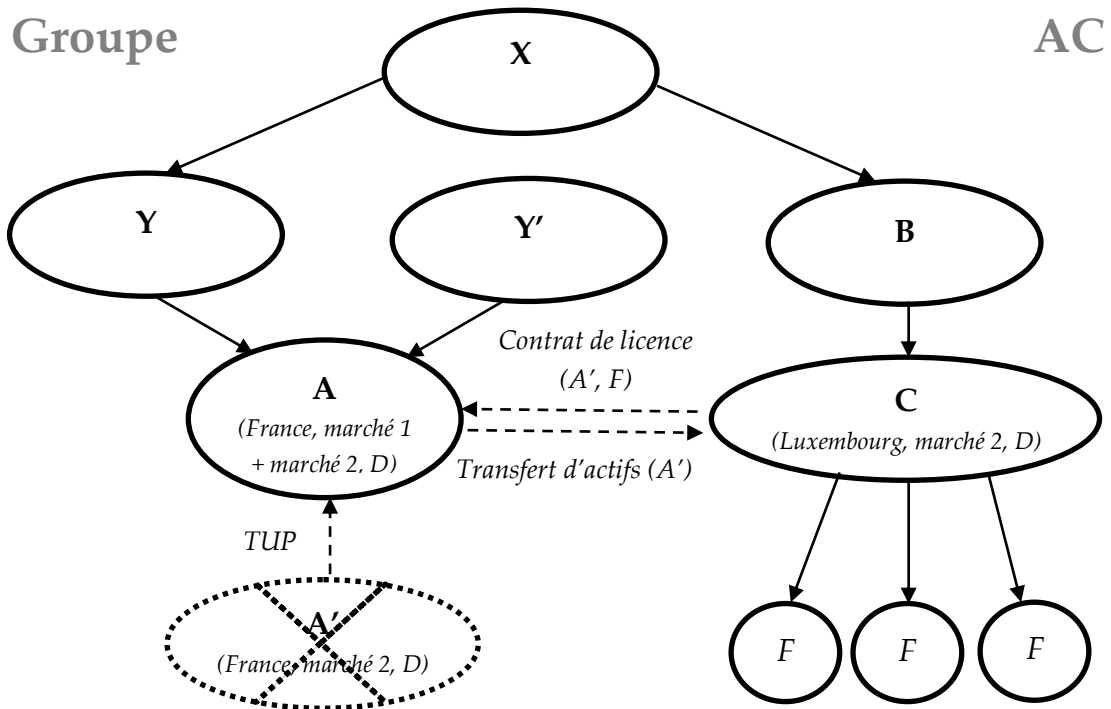 Groupe
AC
X
Y
Y'
B
Contrat de licence
(A', F)
A
(France, marché 1
+ marché 2, D)
C
(Luxembourg, marché 2, D)
Transfert d'actifs (A')
TUP
A'
(France, marché 2, D)
F
F
F